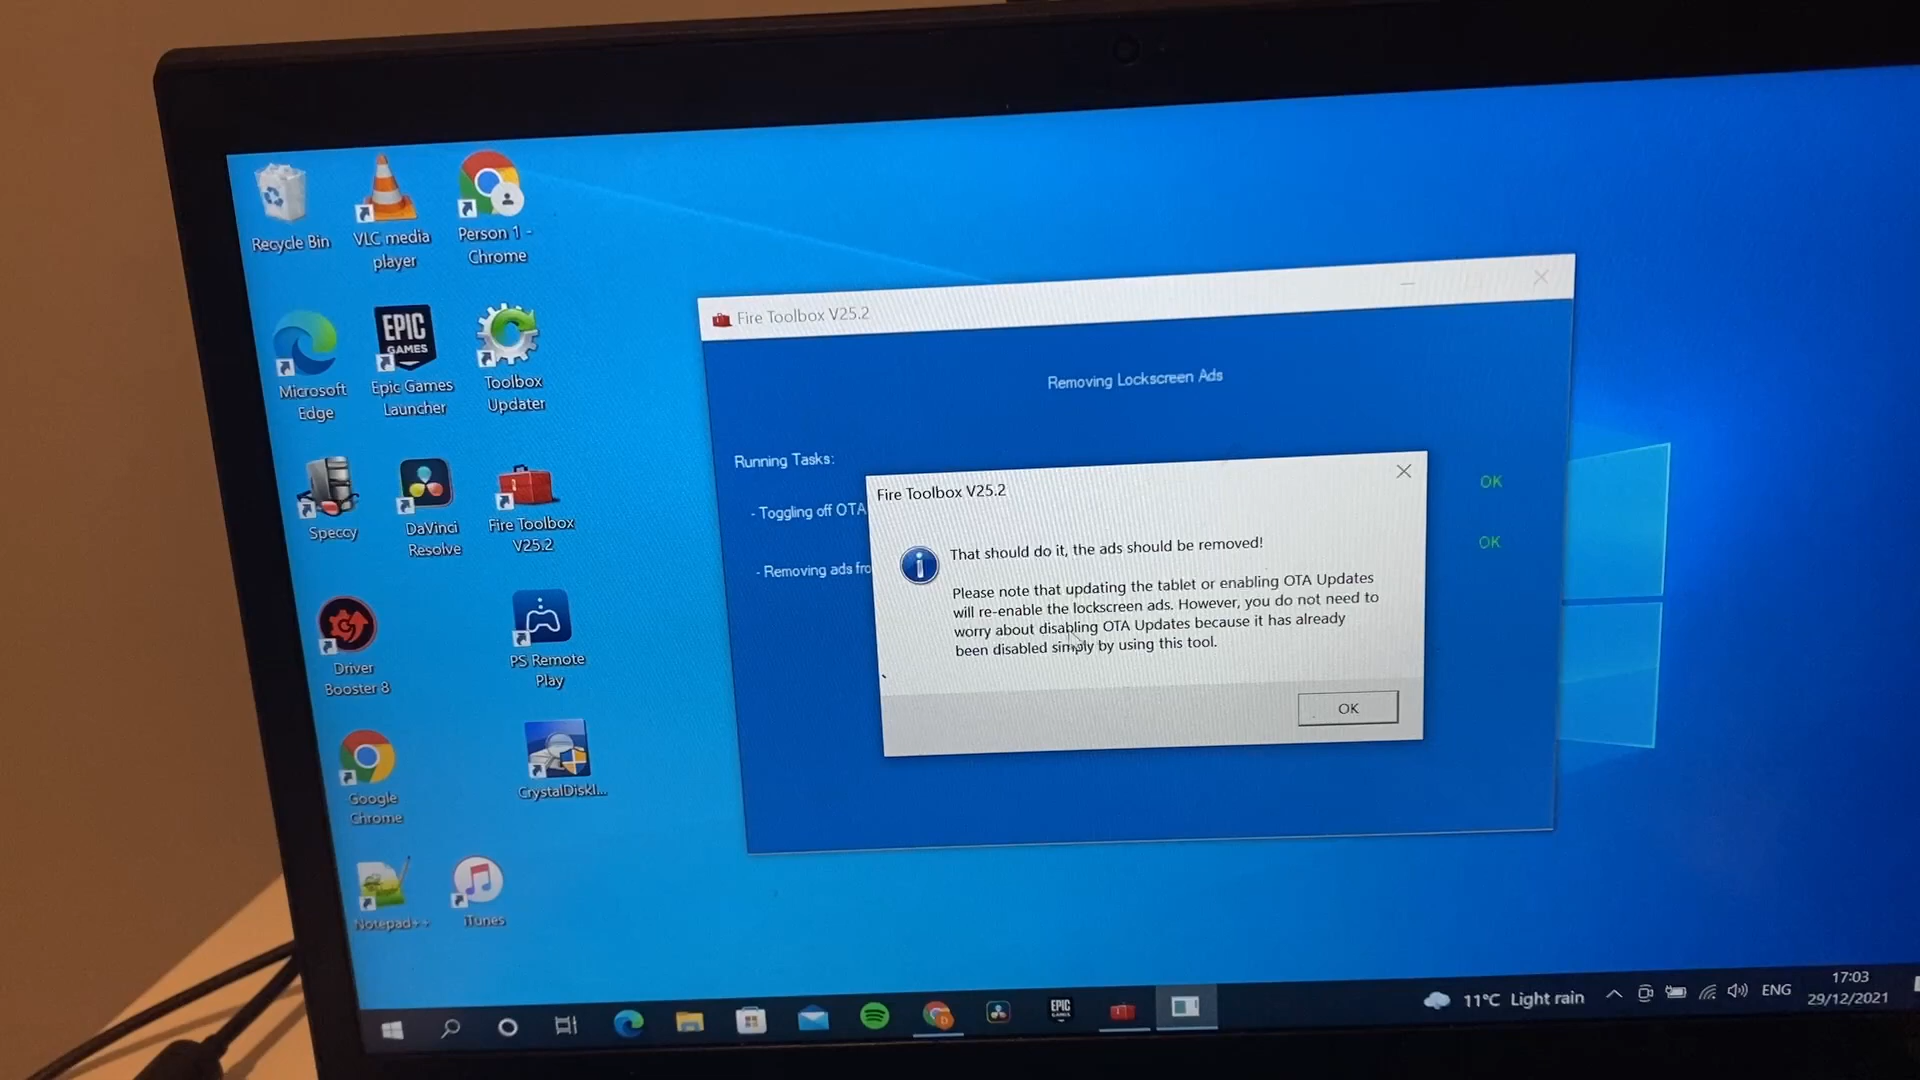 Recycle Bin
VLC media
player
Person 1 -
Chrome
Microsoft
Edge
EPIC
GAMES
Epic Games
Launcher
Toolbox
Updater
Speccy
DaVinci
Resolve
Fire Toolbox
V25.2
Driver
Booster 8
PS Remote
Play
Google
Chrome
CrystalDiskI...
Notepad++
iTunes
Fire Toolbox V25.2
Removing Lockscreen Ads
Running Tasks:
- Toggling off OTA
OK
- Removing ads fro
OK
Fire Toolbox V25.2
That should do it, the ads should be removed!
Please note that updating the tablet or enabling OTA Updates
will re-enable the lockscreen ads. However, you do not need to
worry about disabling OTA Updates because it has already
been disabled simply by using this tool.
OK
EPIC
GAMES
11°C Light rain
ENG
17:03
29/12/2021